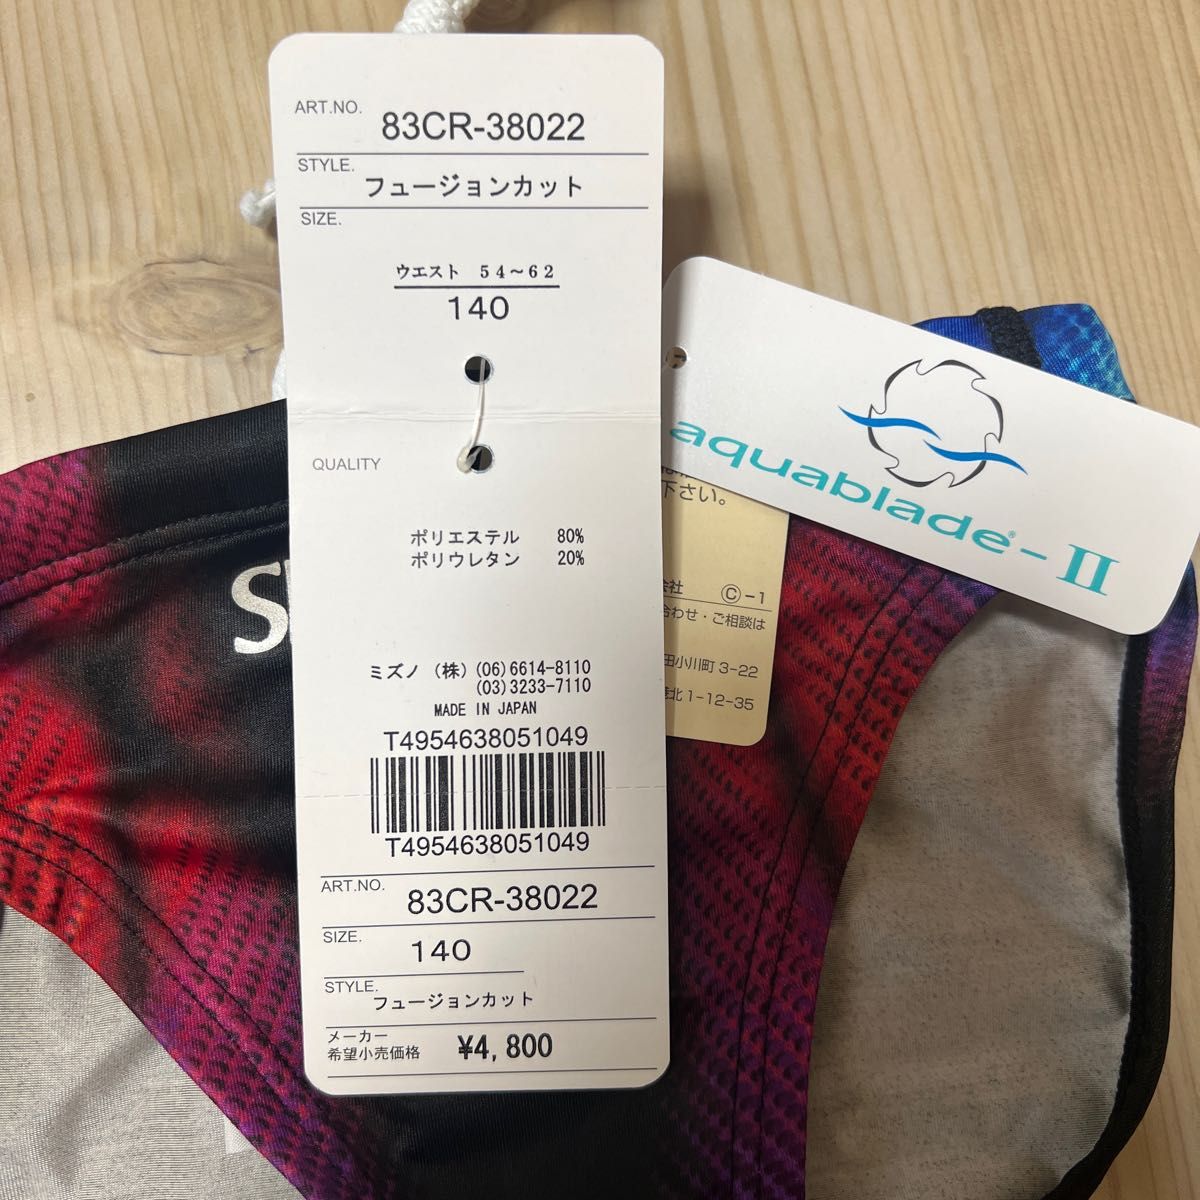 ART.NO.
83CR-38022
STYLE.
フュージョンカット
SIZE.
ウエスト 54～62
140
QUALITY
ポリエステル 80%
ポリウレタン 20%
ミズノ (株) (06)6614-8110
(03)3233-7110
MADE IN JAPAN
T4954638051049
T4954638051049
ART.NO.
83CR-38022
SIZE.
140
STYLE.
フュージョンカット
メーカー
希望小売価格 ¥4,800
aquablade®-II
下さい。
会社 Ⓒ-1
合わせ・ご相談は
田小川町 3-22
港北 1-12-35